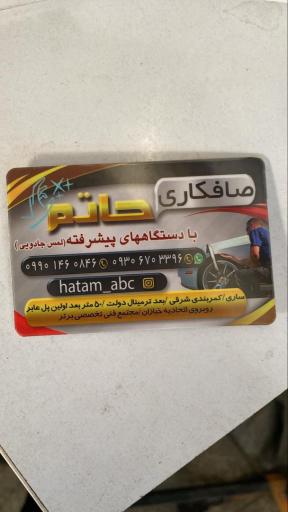 صافکاری
حاتم
با دستگاههای پیشرفته (لمس جادویی)
۰۹۳۰ ۶۷۰ ۳۳۹۶ ۰۹۹۰ ۱۴۶ ۰۸۴۶
hatam_abc
ساری / کمربندی شرقی / بعد ترمینال دولت / ۵۰ متر بعد اولین پل عابر
روبروی اتحادیه خبازان / مجتمع فنی تخصصی برتر